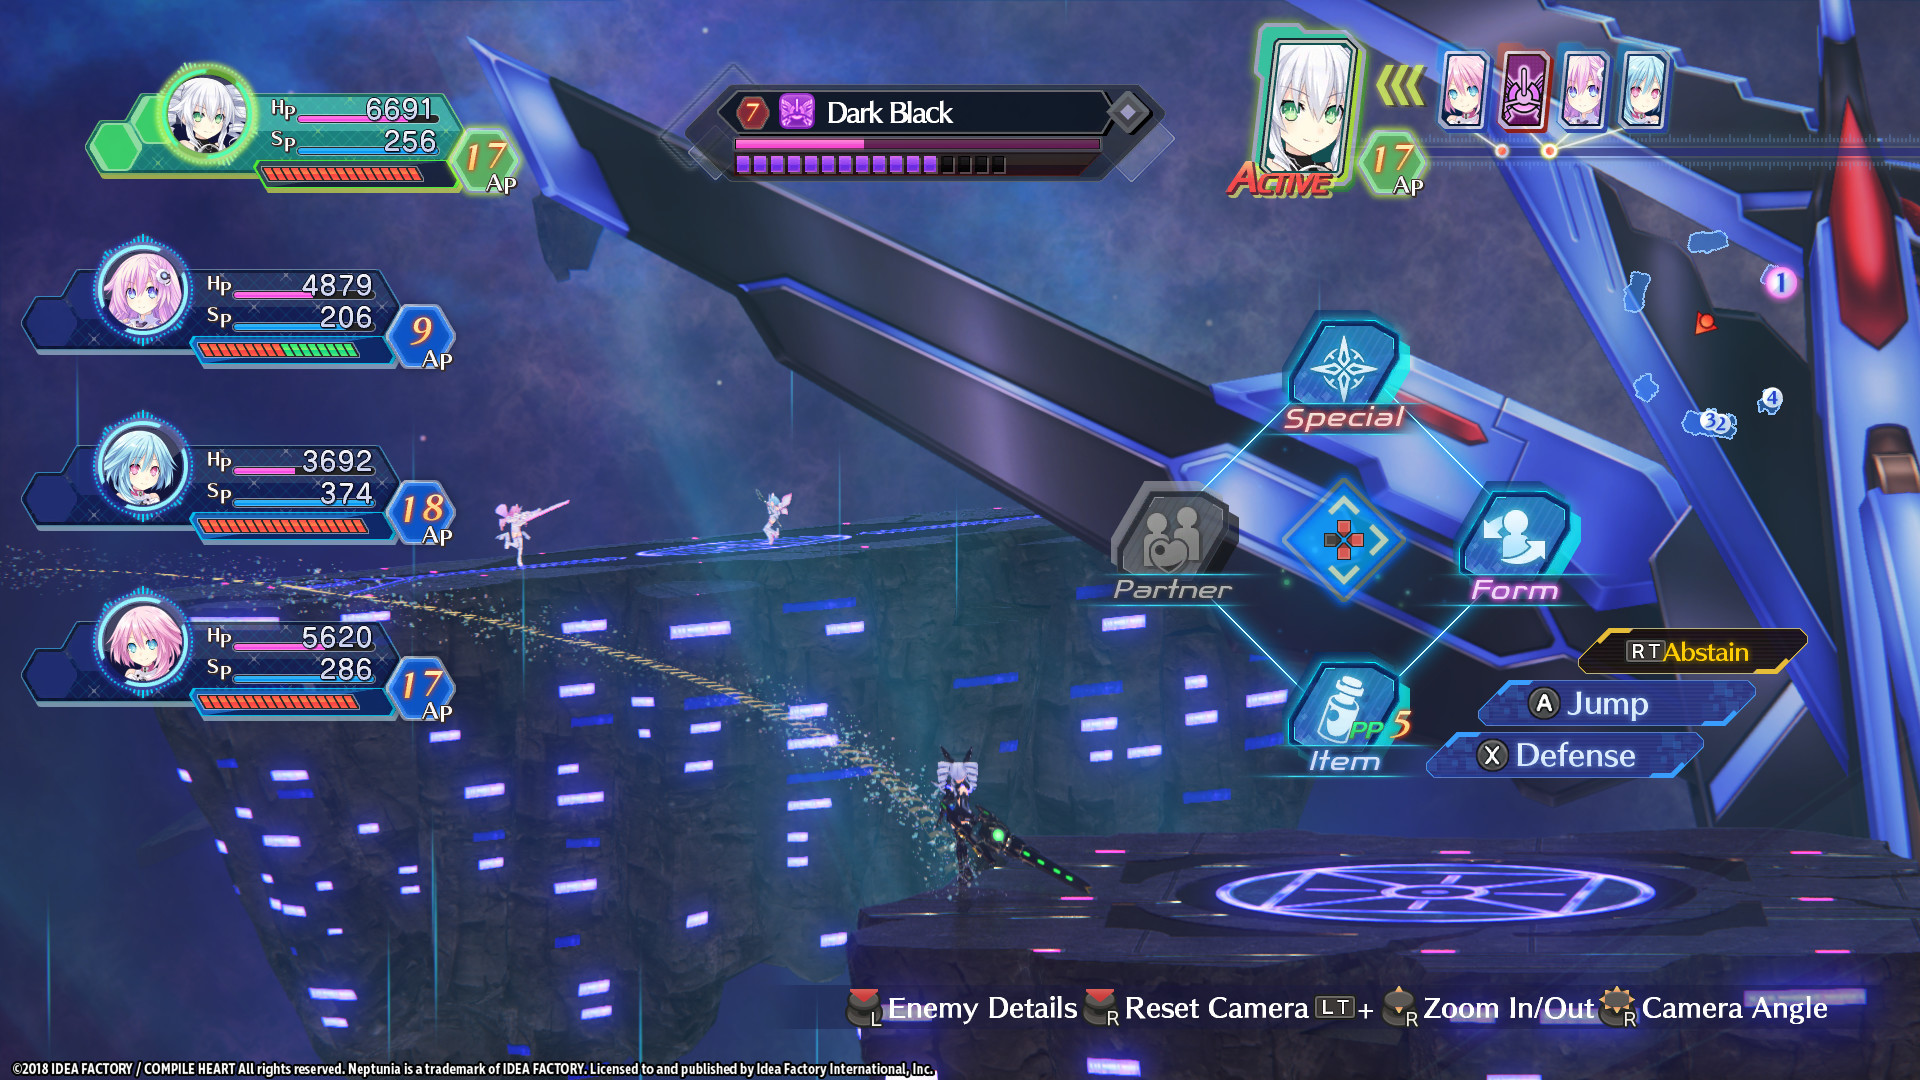 Hp 6691
Sp 256
17 Ap
Hp 4879
Sp 206
9 Ap
Hp 3692
Sp 374
18 Ap
Hp 5620
Sp 286
17 Ap
7 Dark Black
ACTIVE
17 Ap
1
4
32
Special
Partner
Form
PP 5
Item
RT Abstain
A Jump
X Defense
L Enemy Details R Reset Camera LT + R Zoom In/Out R Camera Angle
©2018 IDEA FACTORY / COMPILE HEART All rights reserved. Neptunia is a trademark of IDEA FACTORY. Licensed to and published by Idea Factory International, Inc.